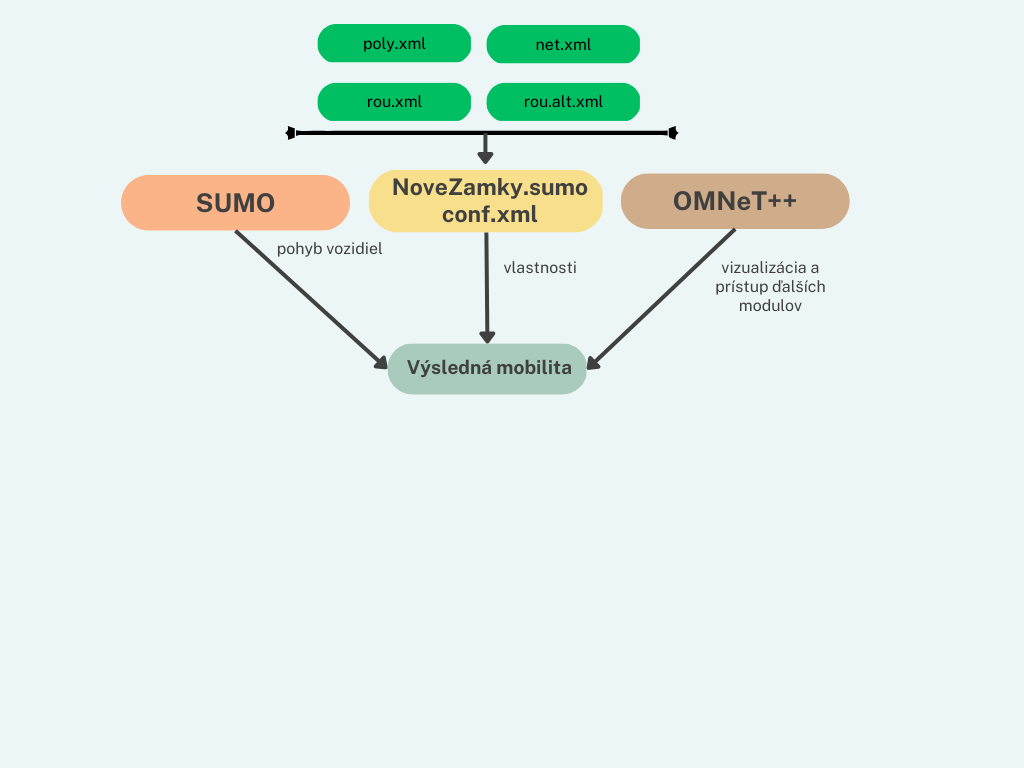 poly.xml
net.xml
rou.xml
rou.alt.xml
SUMO
NoveZamky.sumo
conf.xml
OMNeT++
pohyb vozidiel
vlastnosti
vizualizácia a
prístup ďalších
modulov
Výsledná mobilita